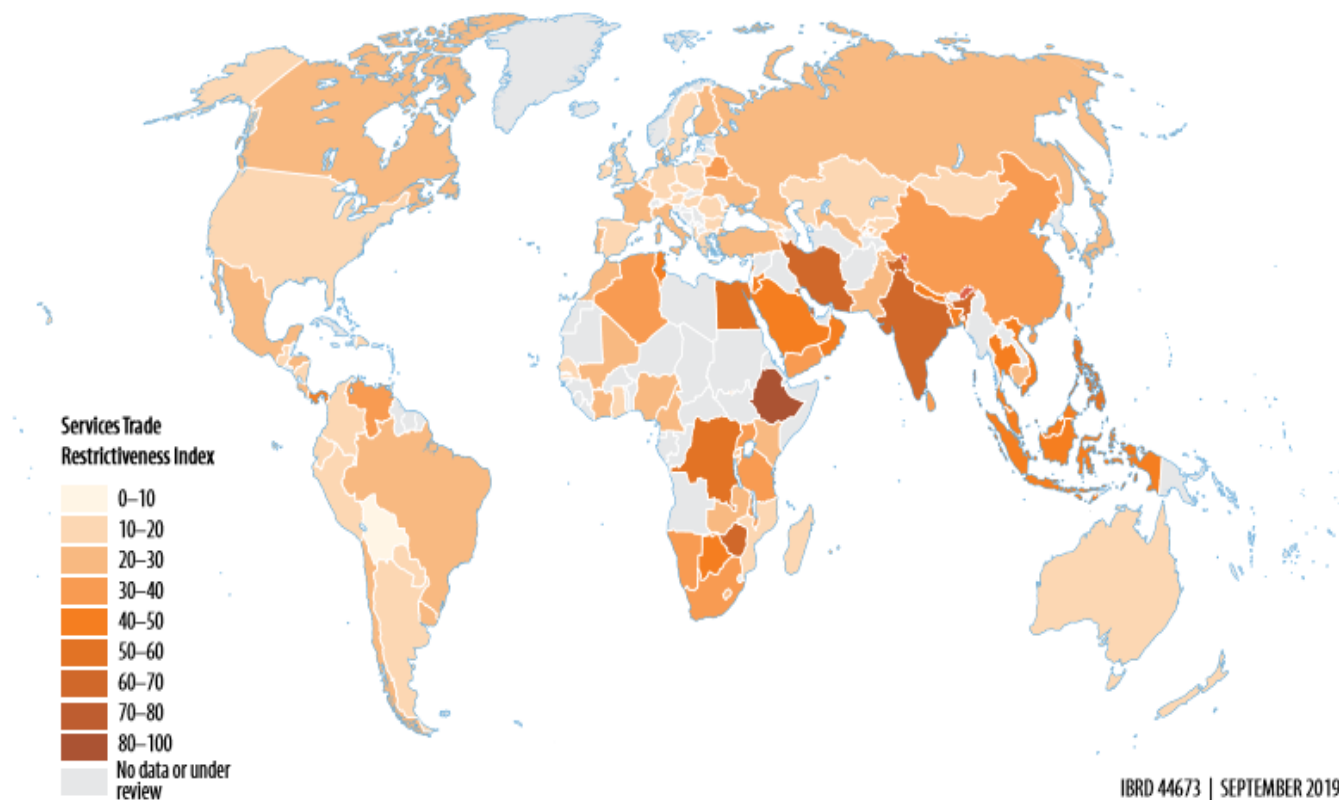 Services Trade
Restrictiveness Index
0–10
10–20
20–30
30–40
40–50
50–60
60–70
70–80
80–100
No data or under
review
IBRD 44673 | SEPTEMBER 2019